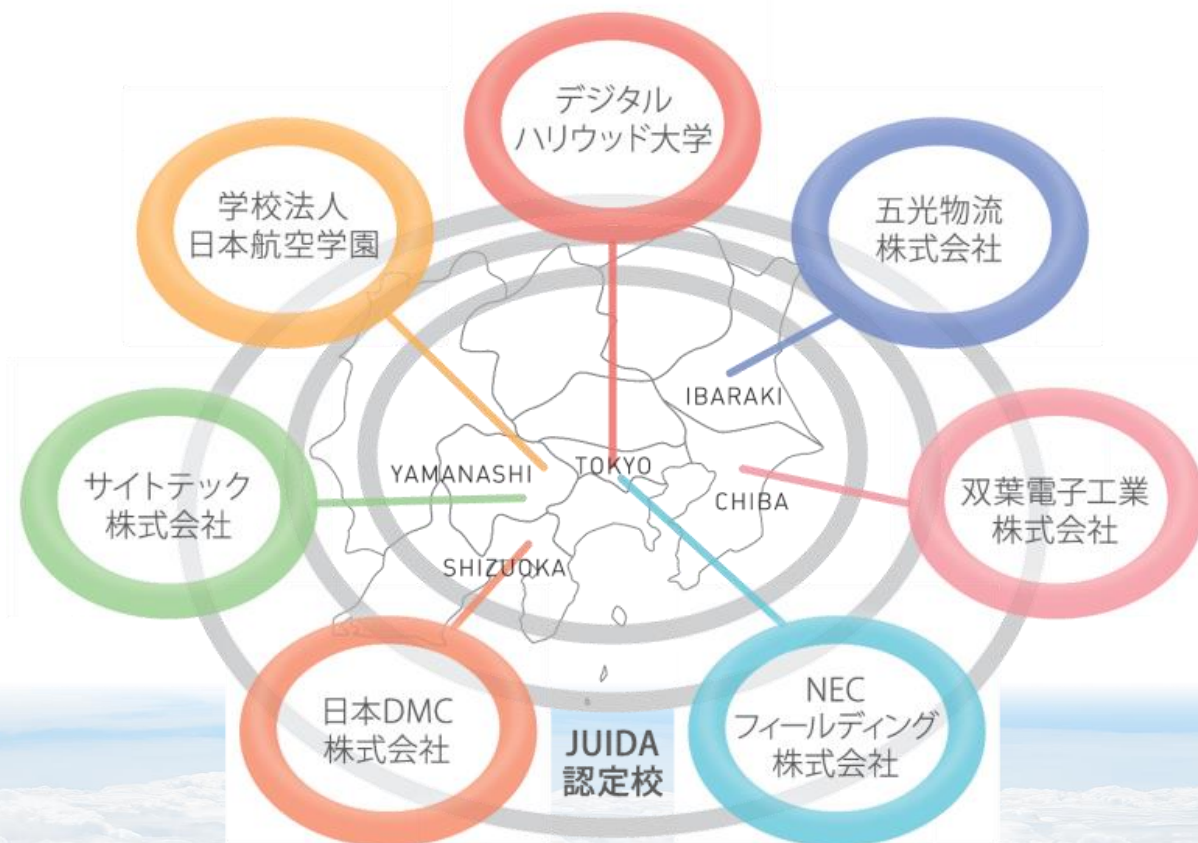 デジタル
ハリウッド大学
学校法人
日本航空学園
五光物流
株式会社
IBARAKI
YAMANASHI
TOKYO
CHIBA
サイトテック
株式会社
双葉電子工業
株式会社
SHIZUOKA
日本DMC
株式会社
JUIDA
認定校
NEC
フィールディング
株式会社